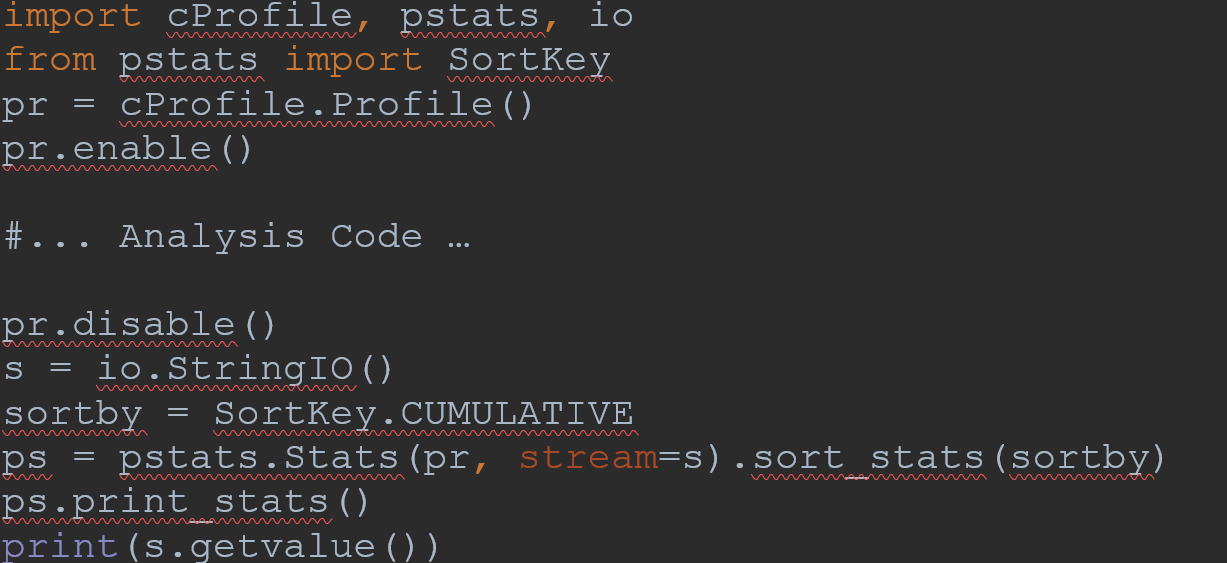 import cProfile, pstats, io
from pstats import SortKey
pr = cProfile.Profile()
pr.enable()
#... Analysis Code …
pr.disable()
s = io.StringIO()
sortby = SortKey.CUMULATIVE
ps = pstats.Stats(pr, stream=s).sort_stats(sortby)
ps.print_stats()
print(s.getvalue())